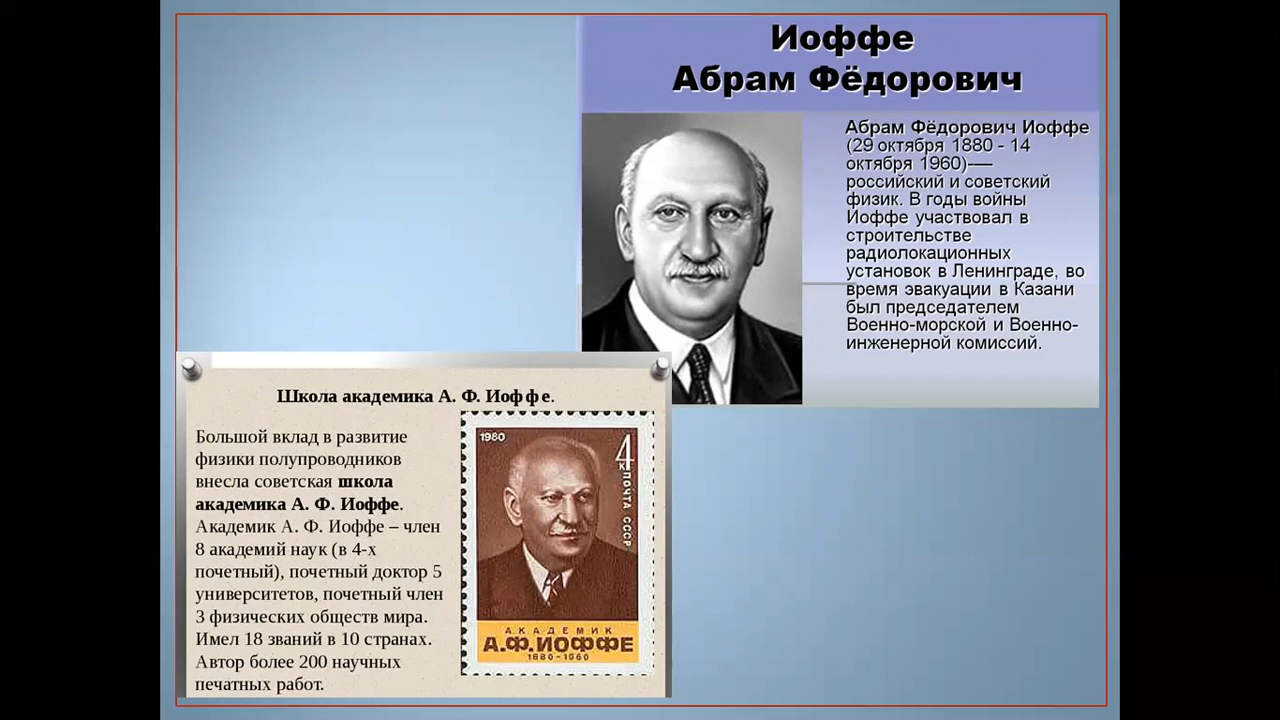 Иоффе
Абрам Фёдорович
Абрам Фёдорович Иоффе
(29 октября 1880 - 14
октября 1960)-—
российский и советский
физик. В годы войны
Иоффе участвовал в
строительстве
радиолокационных
установок в Ленинграде, во
время эвакуации в Казани
был председателем
Военно-морской и Военно-
инженерной комиссий.
Школа академика А. Ф. Иоффе.
Большой вклад в развитие
физики полупроводников
внесла советская школа
академика А. Ф. Иоффе.
Академик А. Ф. Иоффе – член
8 академий наук (в 4-х
почетный), почетный доктор 5
университетов, почетный член
3 физических обществ мира.
Имел 18 званий в 10 странах.
Автор более 200 научных
печатных работ.
1980
4
к
ПОЧТА СССР
АКАДЕМИК
А.Ф.ИОФФЕ
1880-1960